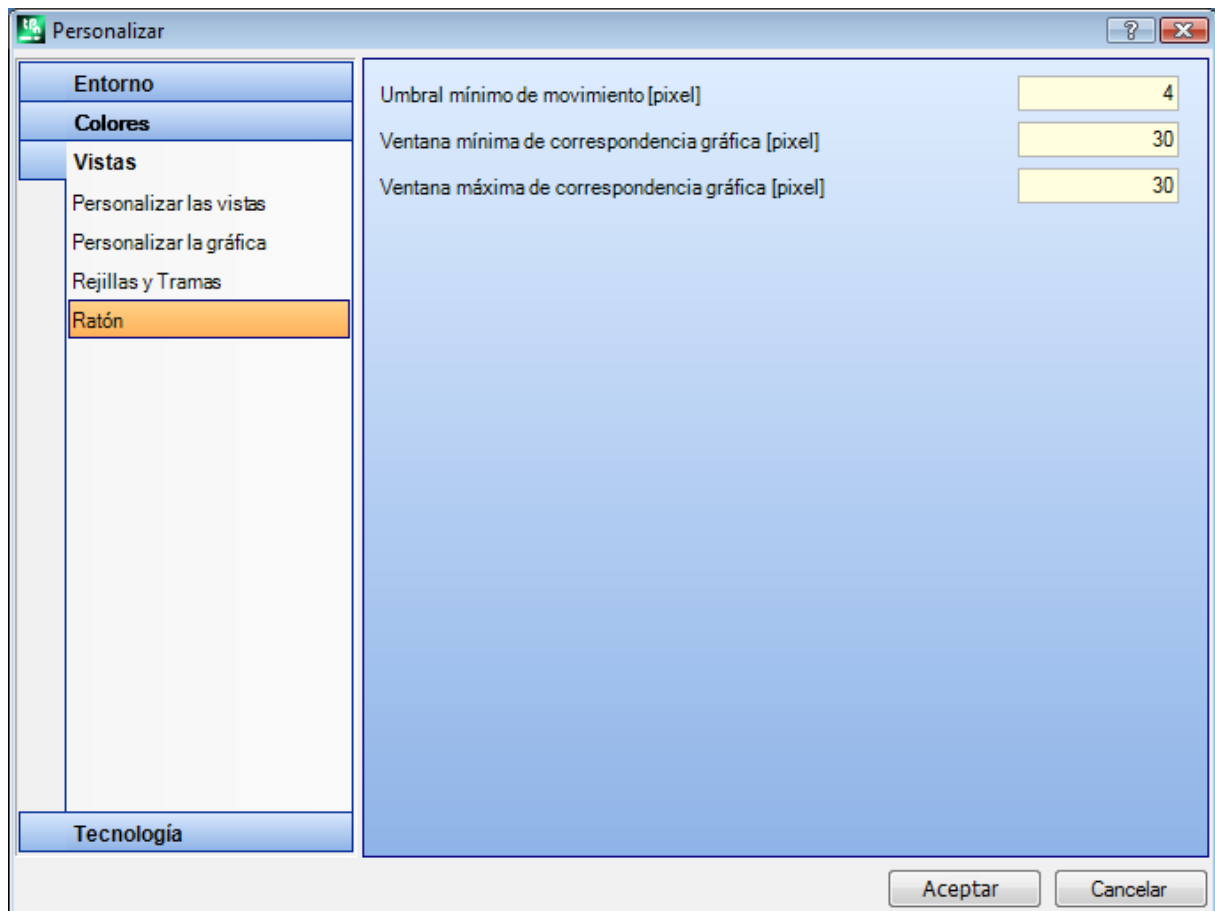 Personalizar
Entorno
Colores
Vistas
Personalizar las vistas
Personalizar la gráfica
Rejillas y Tramas
Ratón
Tecnología
Umbral mínimo de movimiento [pixel]
4
Ventana mínima de correspondencia gráfica [pixel]
30
Ventana máxima de correspondencia gráfica [pixel]
30
Aceptar
Cancelar